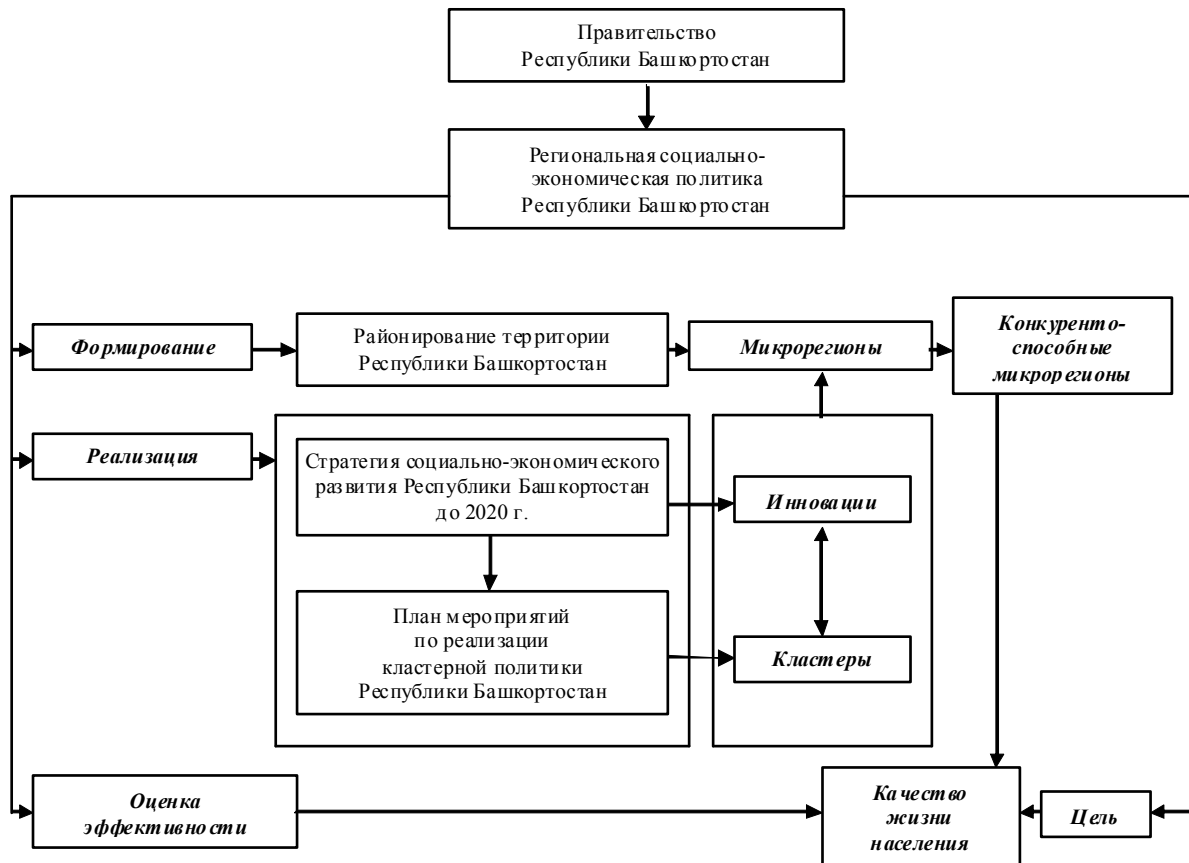 Правительство
Республики Башкортостан
Региональная социально-
экономическая политика
Республики Башкортостан
Формирование
Районирование территории
Республики Башкортостан
Микрорегионы
Конкуренто-
способные
микрорегионы
Реализация
Стратегия социально-экономического
развития Республики Башкортостан
до 2020 г.
Инновации
План мероприятий
по реализации
кластерной политики
Республики Башкортостан
Кластеры
Оценка
эффективности
Качество
жизни
населения
Цель